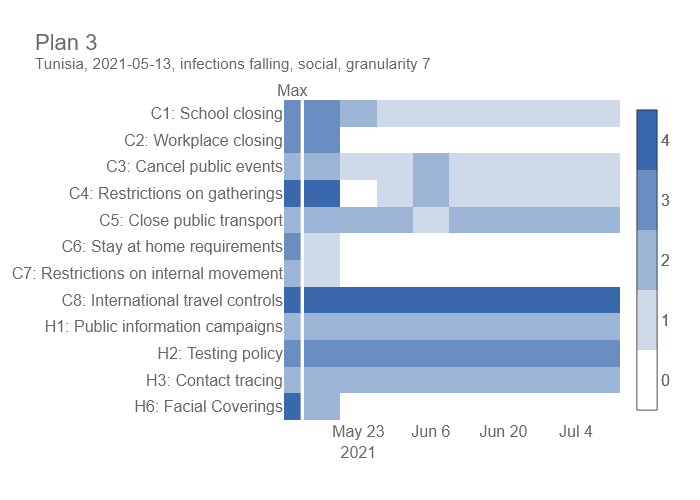 Plan 3
Tunisia, 2021-05-13, infections falling, social, granularity 7
Max
C1: School closing
C2: Workplace closing
C3: Cancel public events
C4: Restrictions on gatherings
C5: Close public transport
C6: Stay at home requirements
C7: Restrictions on internal movement
C8: International travel controls
H1: Public information campaigns
H2: Testing policy
H3: Contact tracing
H6: Facial Coverings
4
3
2
1
0
May 23 Jun 6 Jun 20 Jul 4
2021